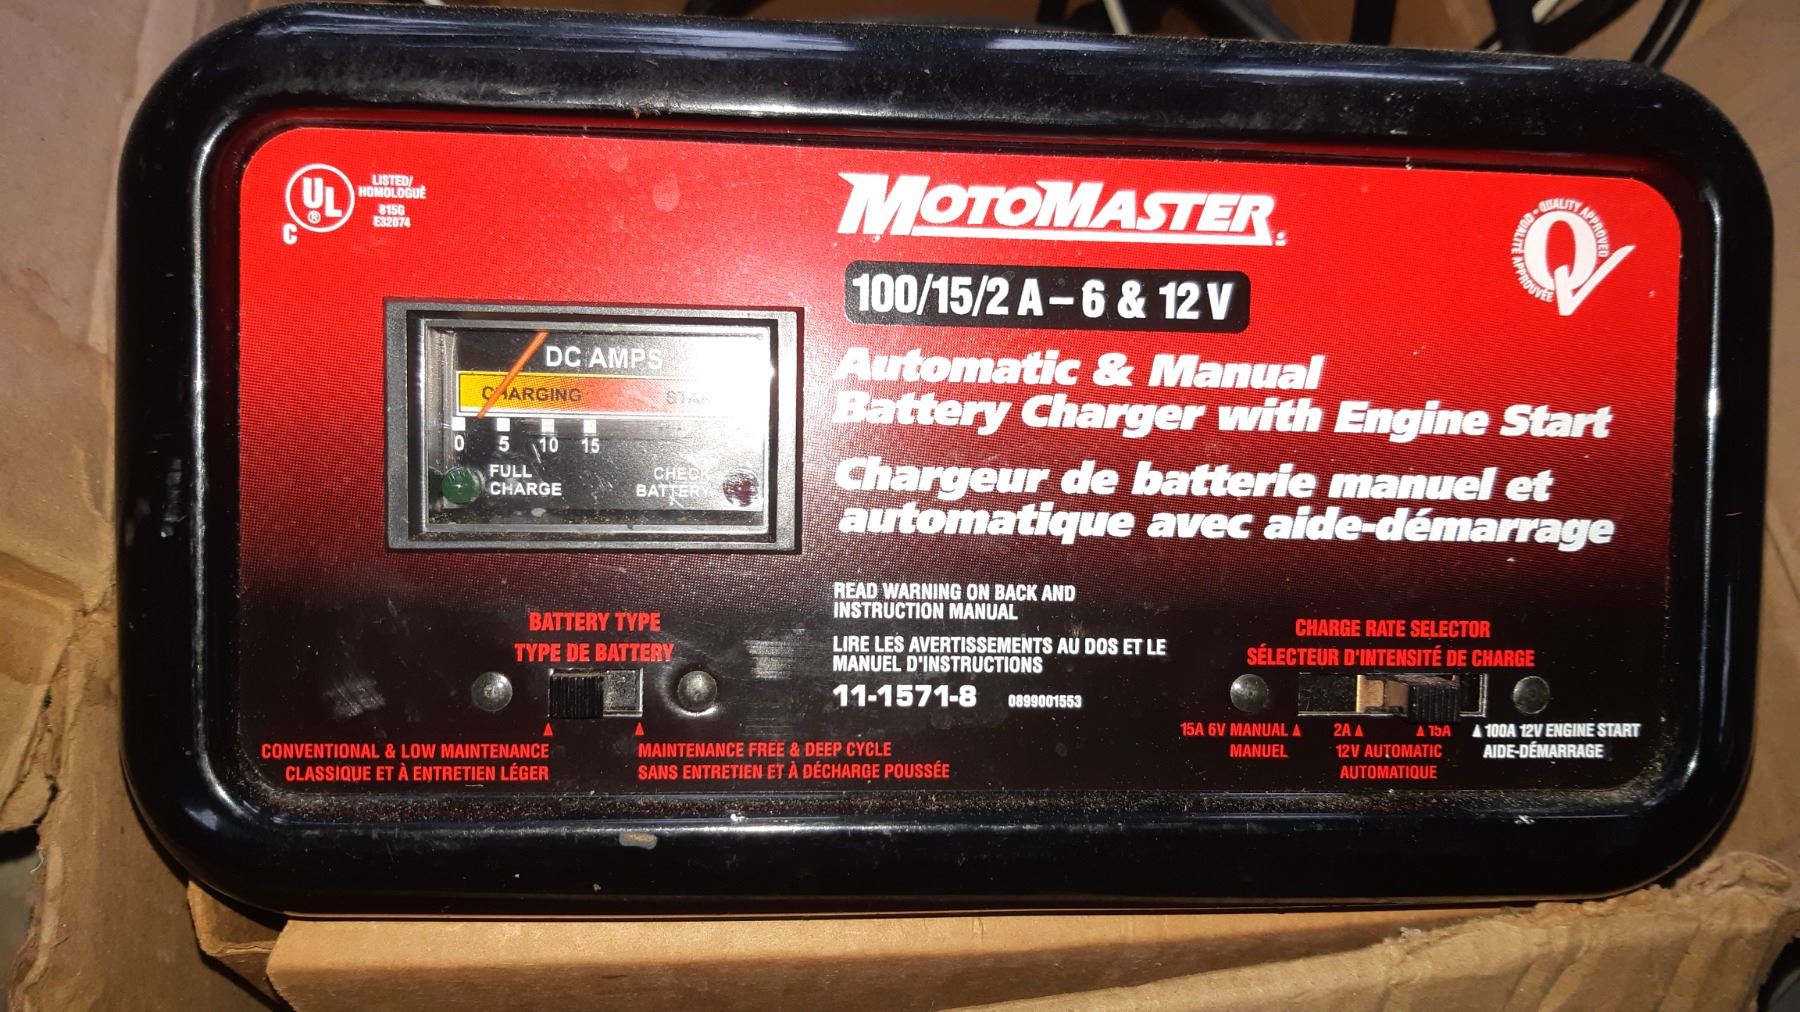 UL
®
C
LISTED/
HOMOLOGUÉ
815G
E32074
MOTOMASTER
QUALITY APPROVED •
QUALITÉ APPROUVÉE
Q
100/15/2 A – 6 & 12 V
Automatic & Manual
Battery Charger with Engine Start
Chargeur de batterie manuel et
automatique avec aide-démarrage
DC AMPS
CHARGING
0 5 10 15
FULL
CHARGE
CHECK
BATTERY
READ WARNING ON BACK AND
INSTRUCTION MANUAL
LIRE LES AVERTISSEMENTS AU DOS ET LE
MANUEL D'INSTRUCTIONS
11-1571-8 0899001553
BATTERY TYPE
TYPE DE BATTERY
CONVENTIONAL & LOW MAINTENANCE
CLASSIQUE ET À ENTRETIEN LÉGER
MAINTENANCE FREE & DEEP CYCLE
SANS ENTRETIEN ET À DÉCHARGE POUSSÉE
CHARGE RATE SELECTOR
SÉLECTEUR D'INTENSITÉ DE CHARGE
15A 6V MANUAL
MANUEL
2A 15A
12V AUTOMATIC
AUTOMATIQUE
100A 12V ENGINE START
AIDE-DÉMARRAGE